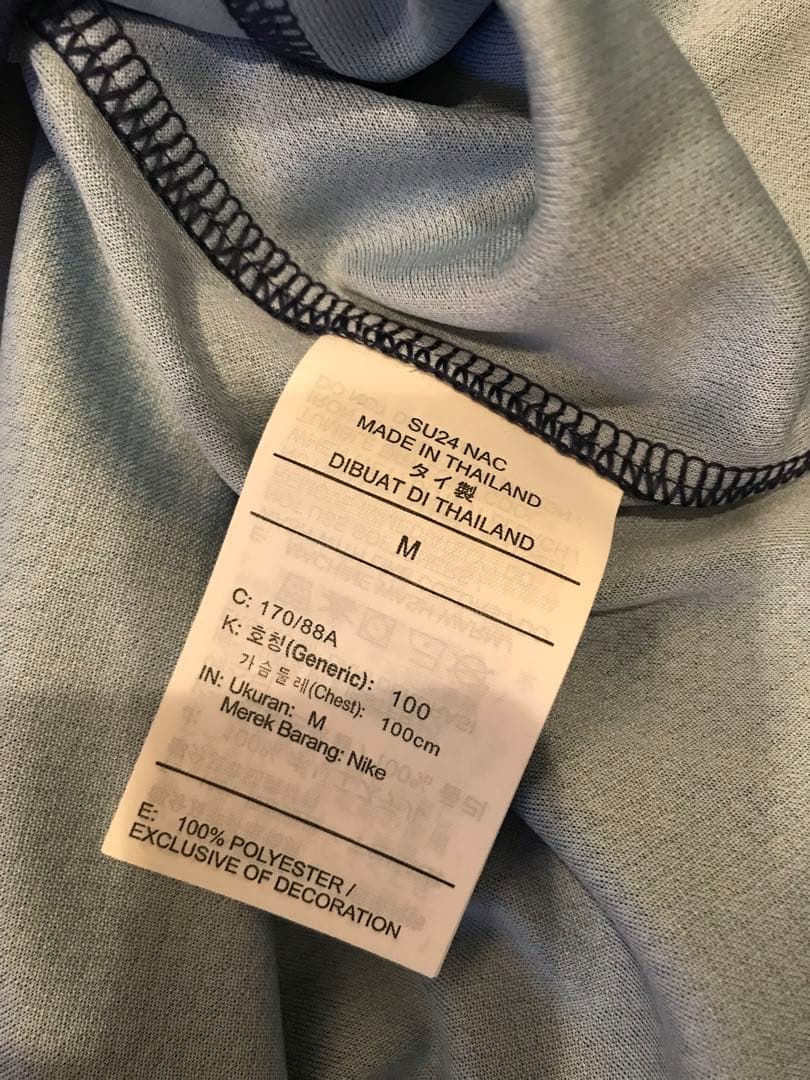 SU24 NAC
MADE IN THAILAND
タイ製
DIBUAT DI THAILAND
M
C: 170/88A
K: 호칭(Generic): 100
가슴둘레(Chest): 100cm
IN: Ukuran: M
Merek Barang: Nike
E: 100% POLYESTER /
EXCLUSIVE OF DECORATION